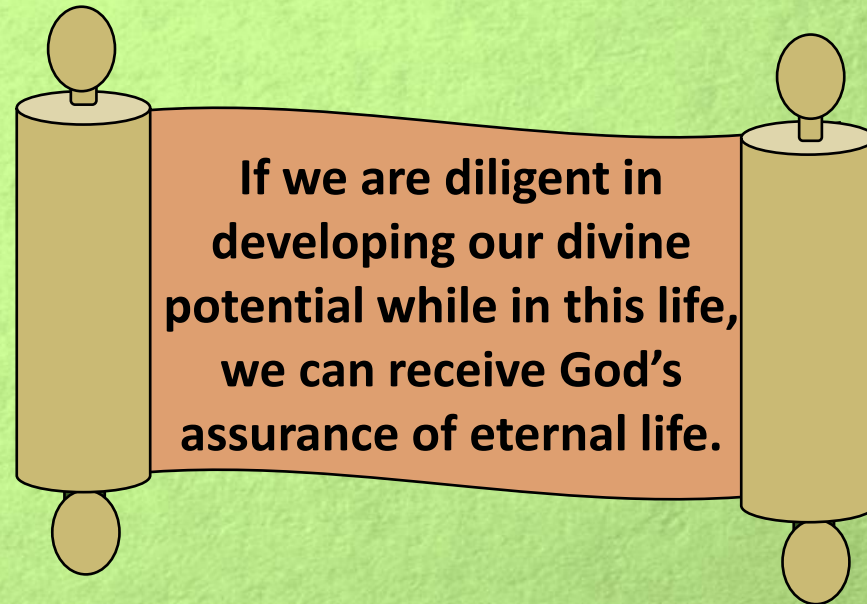 If we are diligent in
developing our divine
potential while in this life,
we can receive God’s
assurance of eternal life.